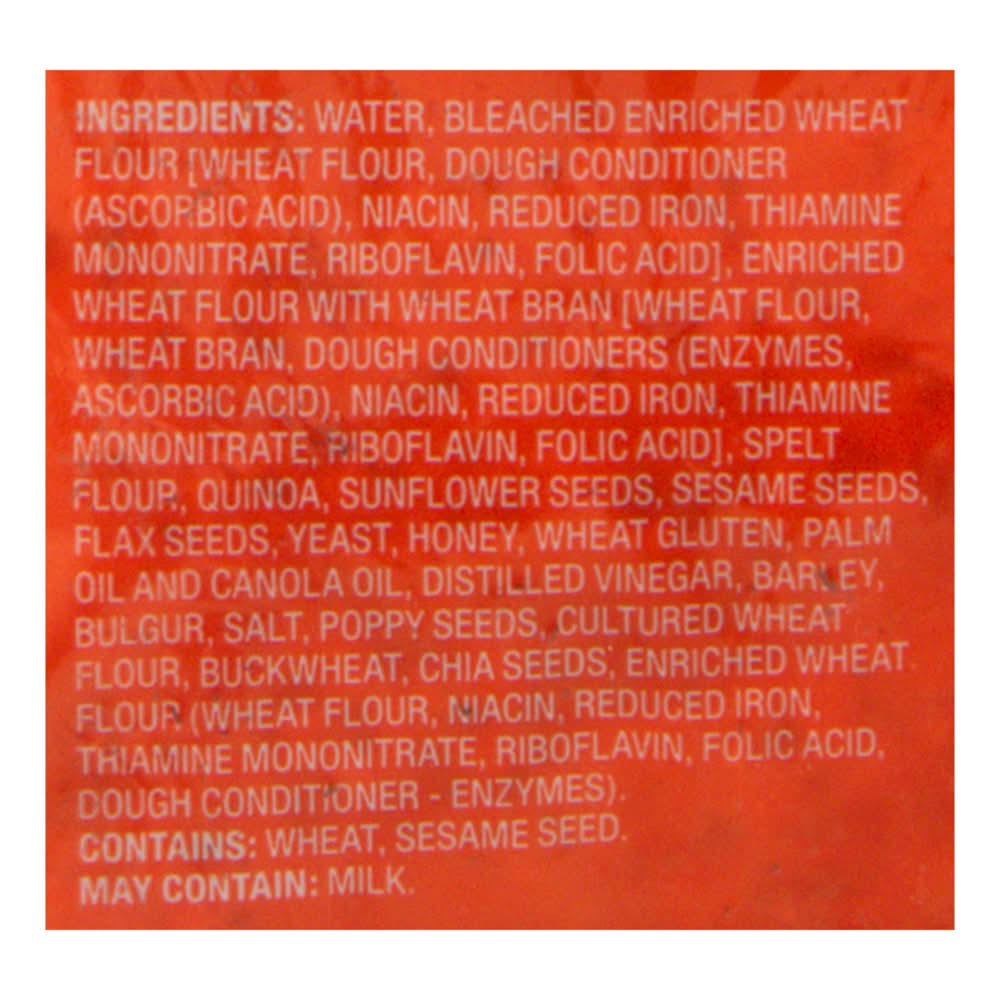 INGREDIENTS: WATER, BLEACHED ENRICHED WHEAT
FLOUR [WHEAT FLOUR, DOUGH CONDITIONER
(ASCORBIC ACID), NIACIN, REDUCED IRON, THIAMINE
MONONITRATE, RIBOFLAVIN, FOLIC ACID], ENRICHED
WHEAT FLOUR WITH WHEAT BRAN [WHEAT FLOUR,
WHEAT BRAN, DOUGH CONDITIONERS (ENZYMES,
ASCORBIC ACID), NIACIN, REDUCED IRON, THIAMINE
MONONITRATE, RIBOFLAVIN, FOLIC ACID], SPELT
FLOUR, QUINOA, SUNFLOWER SEEDS, SESAME SEEDS,
FLAX SEEDS, YEAST, HONEY, WHEAT GLUTEN, PALM
OIL AND CANOLA OIL, DISTILLED VINEGAR, BARLEY,
BULGUR, SALT, POPPY SEEDS, CULTURED WHEAT
FLOUR, BUCKWHEAT, CHIA SEEDS, ENRICHED WHEAT
FLOUR (WHEAT FLOUR, NIACIN, REDUCED IRON,
THIAMINE MONONITRATE, RIBOFLAVIN, FOLIC ACID,
DOUGH CONDITIONER - ENZYMES).
CONTAINS: WHEAT, SESAME SEED.
MAY CONTAIN: MILK.